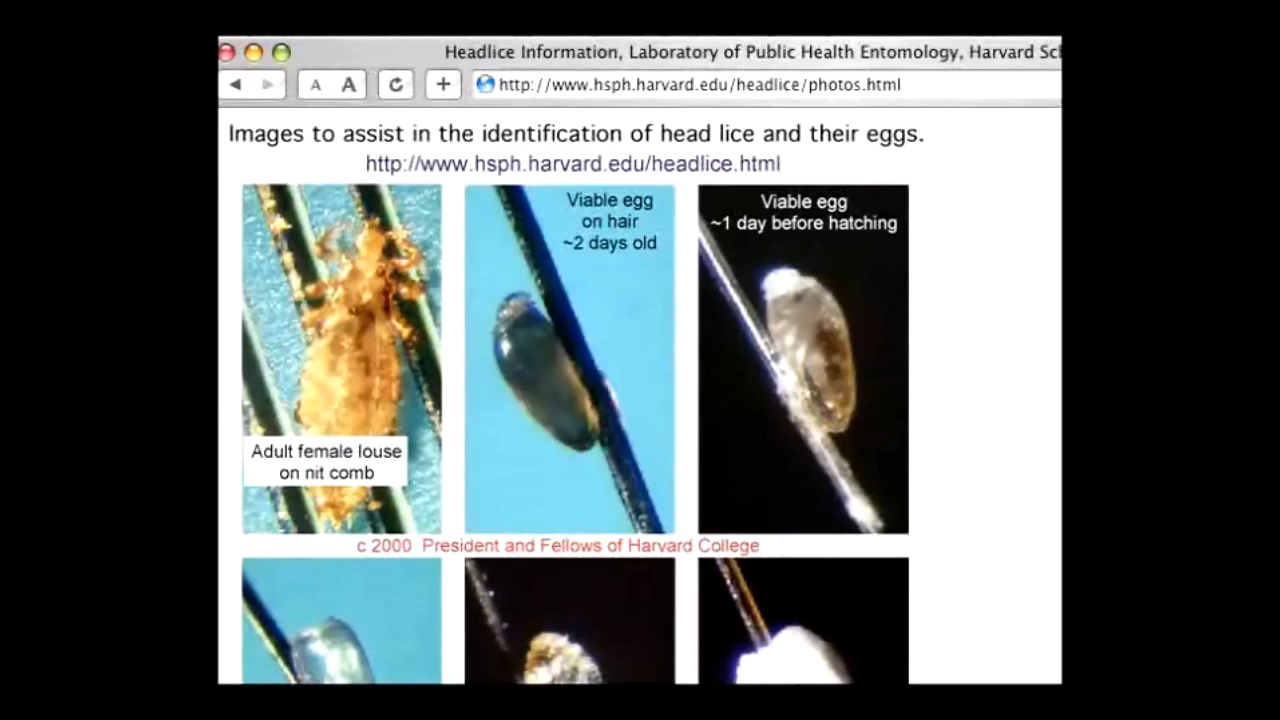 Headlice Information, Laboratory of Public Health Entomology, Harvard
A A + http://www.hsph.harvard.edu/headlice/photos.html
Images to assist in the identification of head lice and their eggs.
http://www.hsph.harvard.edu/headlice.html
Adult female louse
on nit comb
Viable egg
on hair
~2 days old
Viable egg
~1 day before hatching
c 2000 President and Fellows of Harvard College